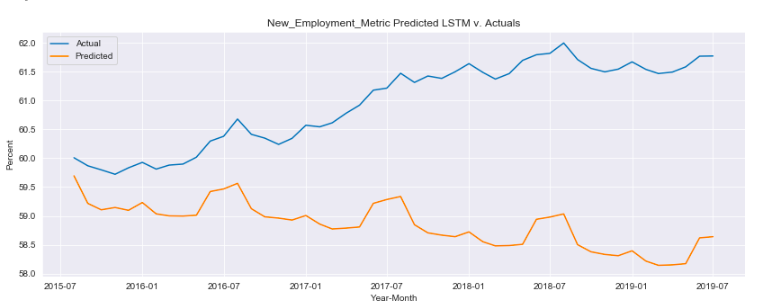 New_Employment_Metric Predicted LSTM v. Actuals
Actual
Predicted
Percent
62.0
61.5
61.0
60.5
60.0
59.5
59.0
58.5
58.0
2015-07 2016-01 2016-07 2017-01 2017-07 2018-01 2018-07 2019-01 2019-07
Year-Month